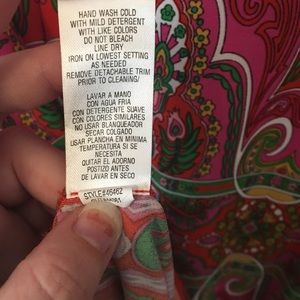 HAND WASH COLD
WITH MILD DETERGENT
WITH LIKE COLORS
DO NOT BLEACH
LINE DRY
IRON ON LOWEST SETTING
AS NEEDED
REMOVE DETACHABLE TRIM
PRIOR TO CLEANING/
LAVAR A MANO
CON AGUA FRIA
CON DETERGENTE SUAVE
CON COLORES SIMILARES
NO USAR BLANQUEADOR
SECAR COLGADO
USAR PLANCHA EN MINIMA
TEMPERATURA SI SE
NECESITA
QUITAR EL ADORNO
POSTIZO ANTES
DE LAVAR EN SECO
STYLE#4646Z